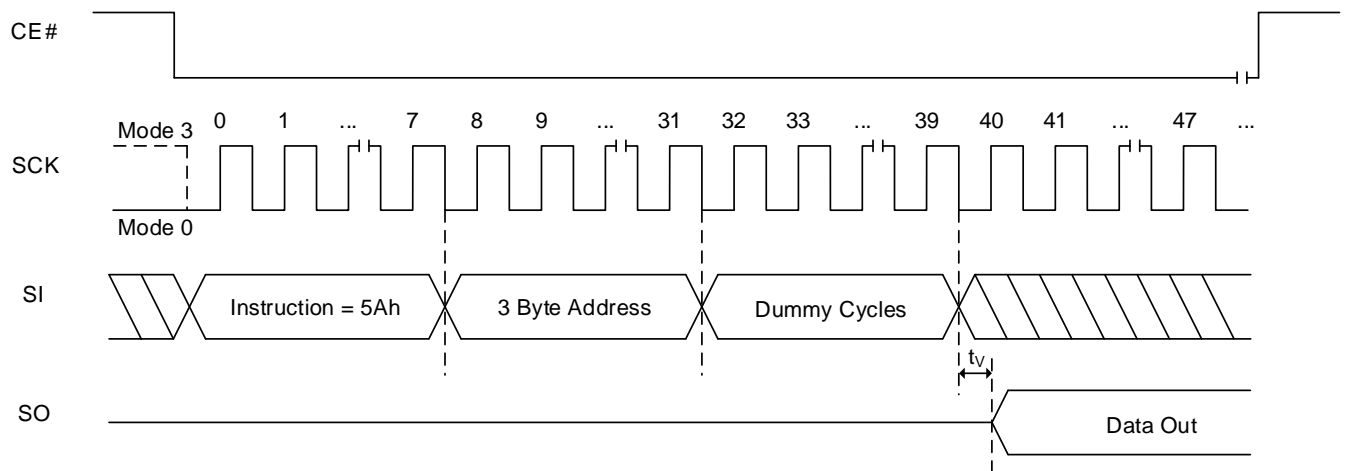 CE#
0 1 ... 7 8 9 ... 31 32 33 ... 39 40 41 ... 47 ...
Mode 3
SCK
Mode 0
SI
Instruction = 5Ah
3 Byte Address
Dummy Cycles
tV
SO
Data Out